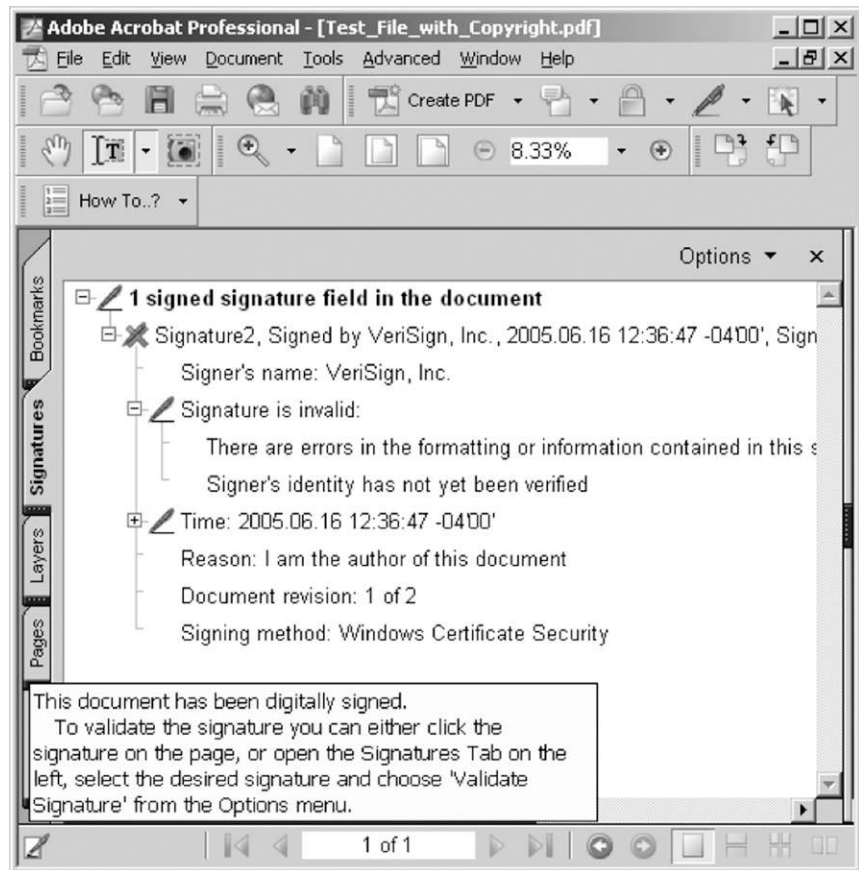 Adobe Acrobat Professional - [Test_File_with_Copyright.pdf]
File Edit View Document Tools Advanced Window Help
Create PDF
T 8.33%
1 2 3 How To..?
Options
Bookmarks
Signatures
Layers
Pages
1 signed signature field in the document
Signature2, Signed by VeriSign, Inc., 2005.06.16 12:36:47 -04'00', Sign
Signer's name: VeriSign, Inc.
Signature is invalid:
There are errors in the formatting or information contained in this s
Signer's identity has not yet been verified
Time: 2005.06.16 12:36:47 -04'00'
Reason: I am the author of this document
Document revision: 1 of 2
Signing method: Windows Certificate Security
This document has been digitally signed.
To validate the signature you can either click the
signature on the page, or open the Signatures Tab on the
left, select the desired signature and choose 'Validate
Signature' from the Options menu.
1 of 1